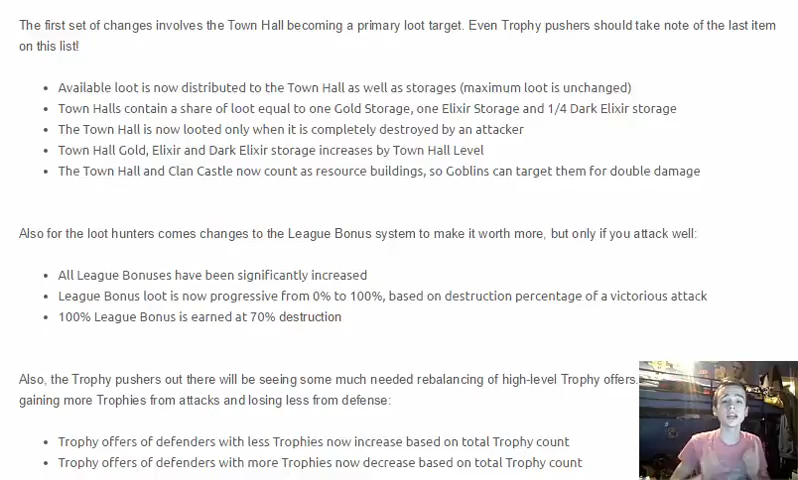 The first set of changes involves the Town Hall becoming a primary loot target. Even Trophy pushers should take note of the last item
on this list!
• Available loot is now distributed to the Town Hall as well as storages (maximum loot is unchanged)
• Town Halls contain a share of loot equal to one Gold Storage, one Elixir Storage and 1/4 Dark Elixir storage
• The Town Hall is now looted only when it is completely destroyed by an attacker
• Town Hall Gold, Elixir and Dark Elixir storage increases by Town Hall Level
• The Town Hall and Clan Castle now count as resource buildings, so Goblins can target them for double damage
Also for the loot hunters comes changes to the League Bonus system to make it worth more, but only if you attack well:
• All League Bonuses have been significantly increased
• League Bonus loot is now progressive from 0% to 100%, based on destruction percentage of a victorious attack
• 100% League Bonus is earned at 70% destruction
Also, the Trophy pushers out there will be seeing some much needed rebalancing of high-level Trophy offers.
gaining more Trophies from attacks and losing less from defense:
• Trophy offers of defenders with less Trophies now increase based on total Trophy count
• Trophy offers of defenders with more Trophies now decrease based on total Trophy count